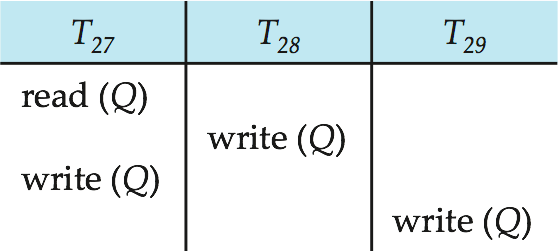 T27 T28 T29
read (Q)
write (Q)
write (Q)
write (Q)